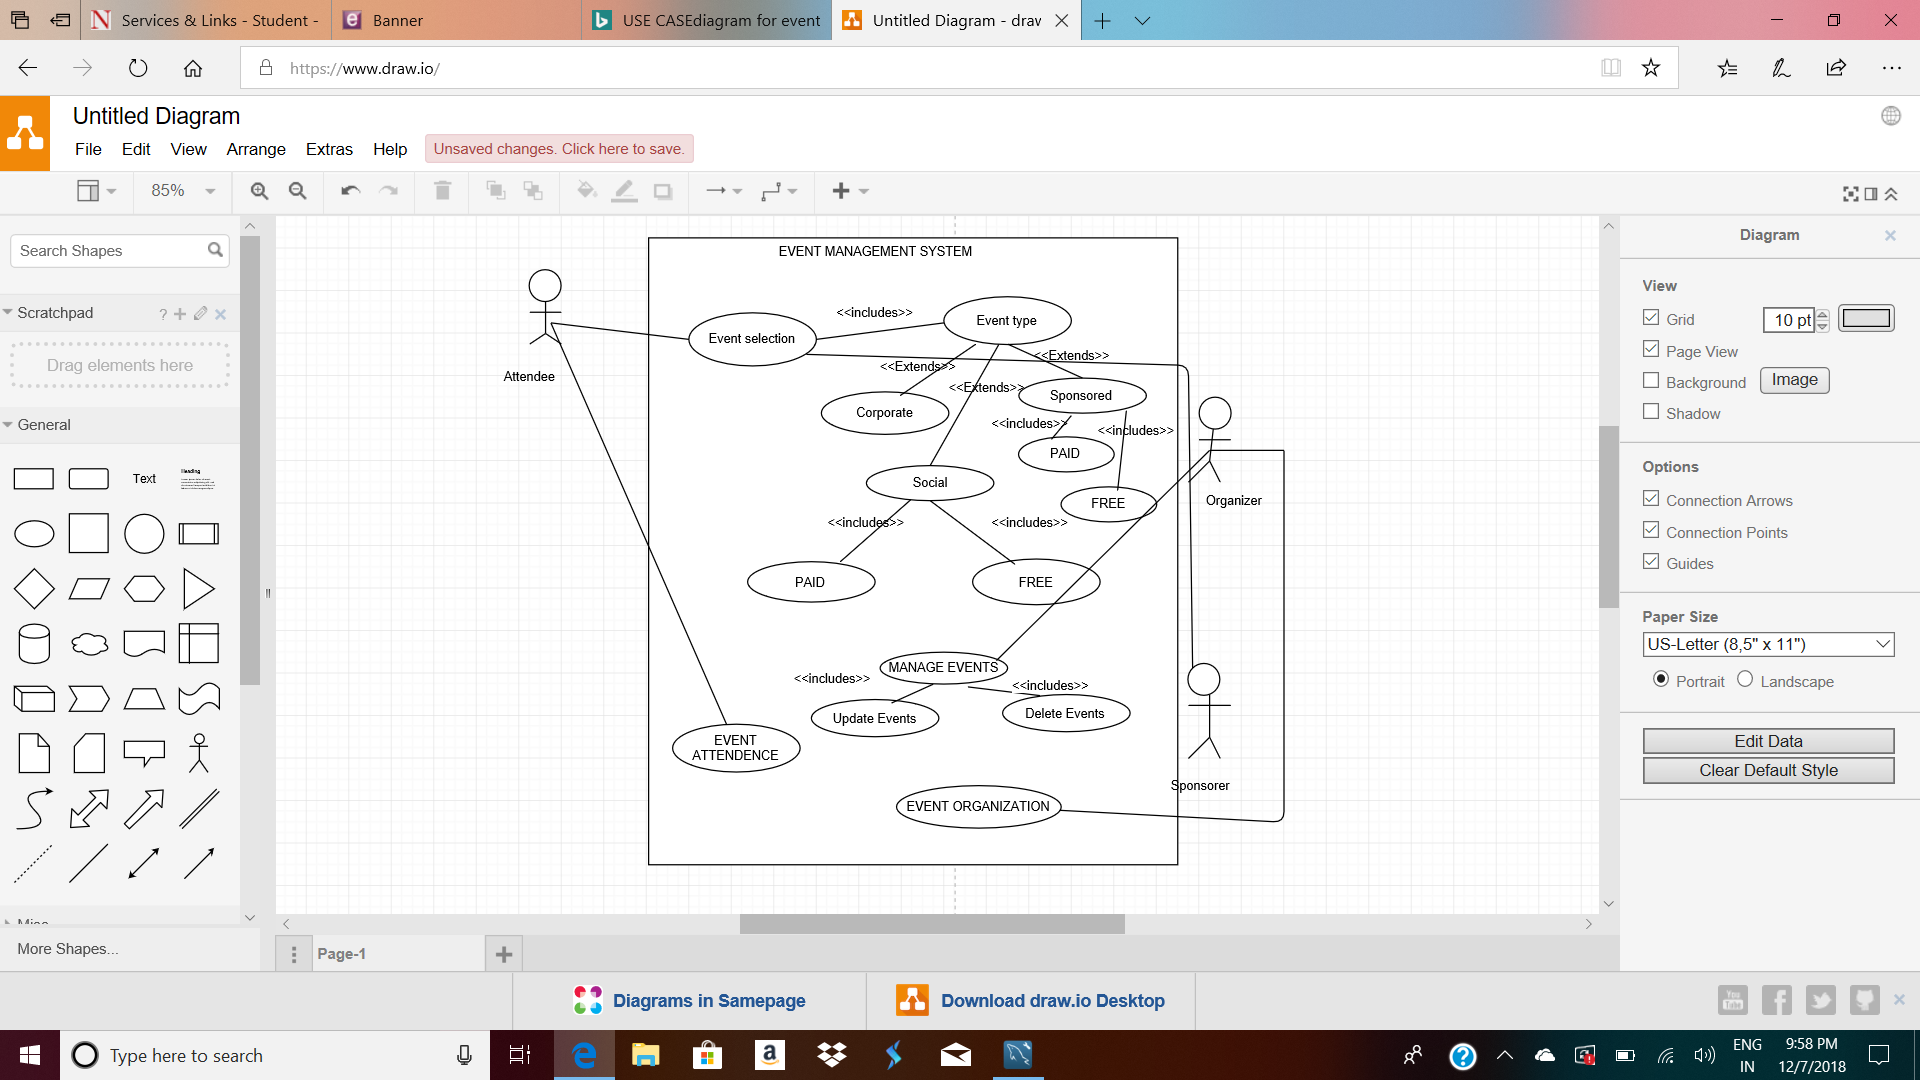 Services & Links - Student -
Banner
USE CASEdiagram for event
Untitled Diagram - draw
https://www.draw.io/
Untitled Diagram
File Edit View Arrange Extras Help Unsaved changes. Click here to save.
85%
Search Shapes
Scratchpad
?
Drag elements here
General
Text
Heading
More Shapes...
EVENT MANAGEMENT SYSTEM
Attendee
Event selection
<<includes>>
Event type
<<Extends>>
<<Extends>>
<<Extends>>
Corporate
Sponsored
<<includes>>
<<includes>>
PAID
FREE
Organizer
Social
<<includes>>
<<includes>>
PAID
FREE
MANAGE EVENTS
<<includes>>
<<includes>>
Update Events
Delete Events
EVENT
ATTENDENCE
Sponsorer
EVENT ORGANIZATION
Page-1
Diagram
View
Grid
10 pt
Page View
Background
Image
Shadow
Options
Connection Arrows
Connection Points
Guides
Paper Size
US-Letter (8,5" x 11")
Portrait
Landscape
Edit Data
Clear Default Style
Diagrams in Samepage
Download draw.io Desktop
You
Tube
Type here to search
ENG
IN
9:58 PM
12/7/2018